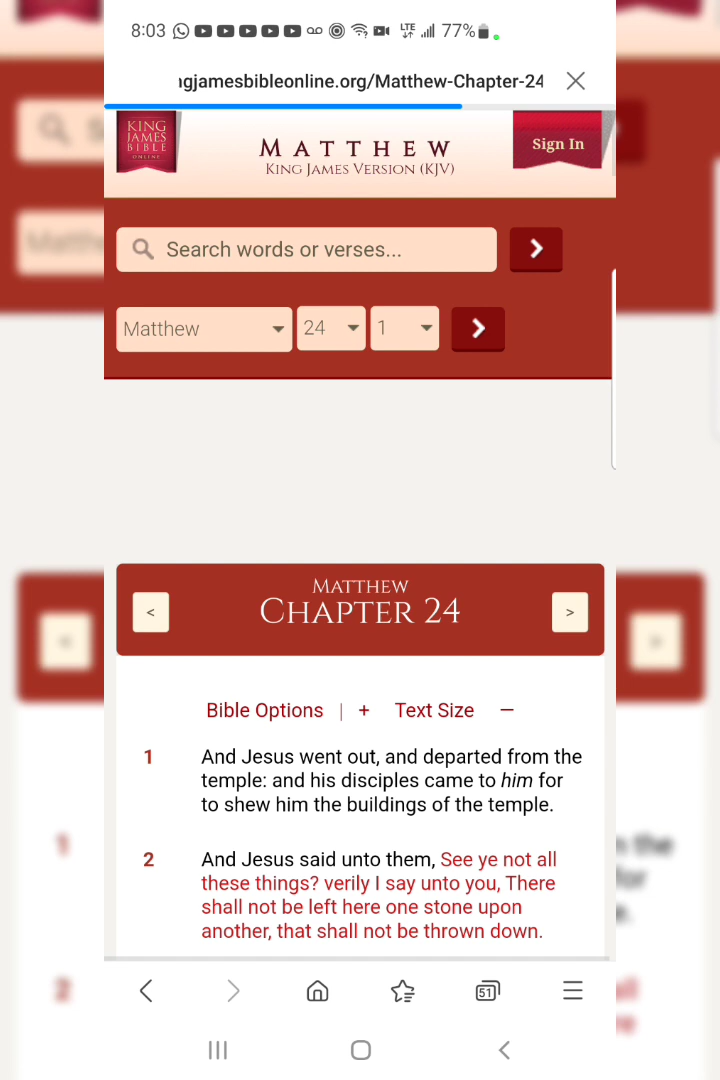 8:03 LTE 77%
ngjamesbibleonline.org/Matthew-Chapter-24
KING
JAMES
BIBLE
ONLINE
MATTHEW
KING JAMES VERSION (KJV)
Sign In
Search words or verses...
Matthew 24 1
MATTHEW
CHAPTER 24
< >
Bible Options | + Text Size −
1 And Jesus went out, and departed from the
temple: and his disciples came to him for
to shew him the buildings of the temple.
2 And Jesus said unto them, See ye not all
these things? verily I say unto you, There
shall not be left here one stone upon
another, that shall not be thrown down.
51